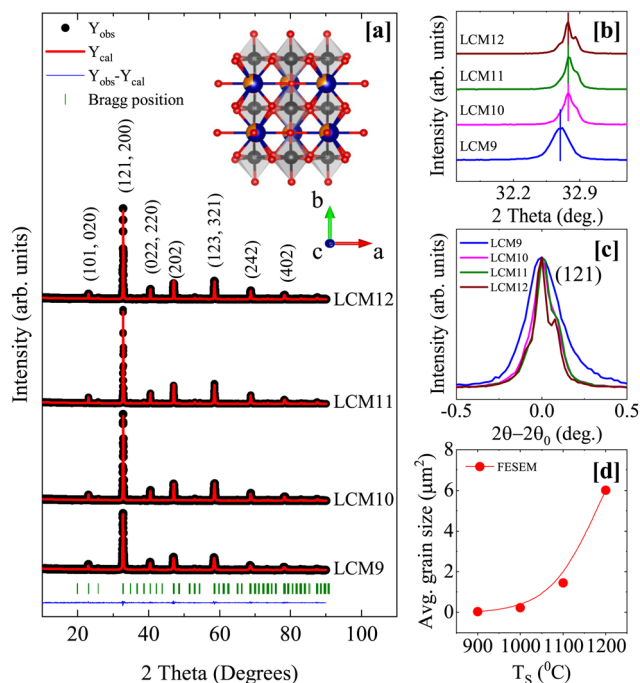 [a]
Y_obs
Y_cal
Y_obs-Y_cal
Bragg position
b
c
a
(101, 020)
(121, 200)
(022, 220)
(202)
(123, 321)
(242)
(402)
LCM12
LCM11
LCM10
LCM9
Intensity (arb. units)
20 40 60 80 100
2 Theta (Degrees)
[b]
LCM12
LCM11
LCM10
LCM9
Intensity (arb. units)
32.2 32.9
2 Theta (deg.)
[c]
LCM9
LCM10
LCM11
LCM12
(121)
Intensity (arb. units)
-0.5 0.0 0.5
2θ–2θ₀ (deg.)
[d]
FESEM
Avg. grain size (μm²)
8
6
4
2
0
900 1000 1100 1200
T_S (⁰C)